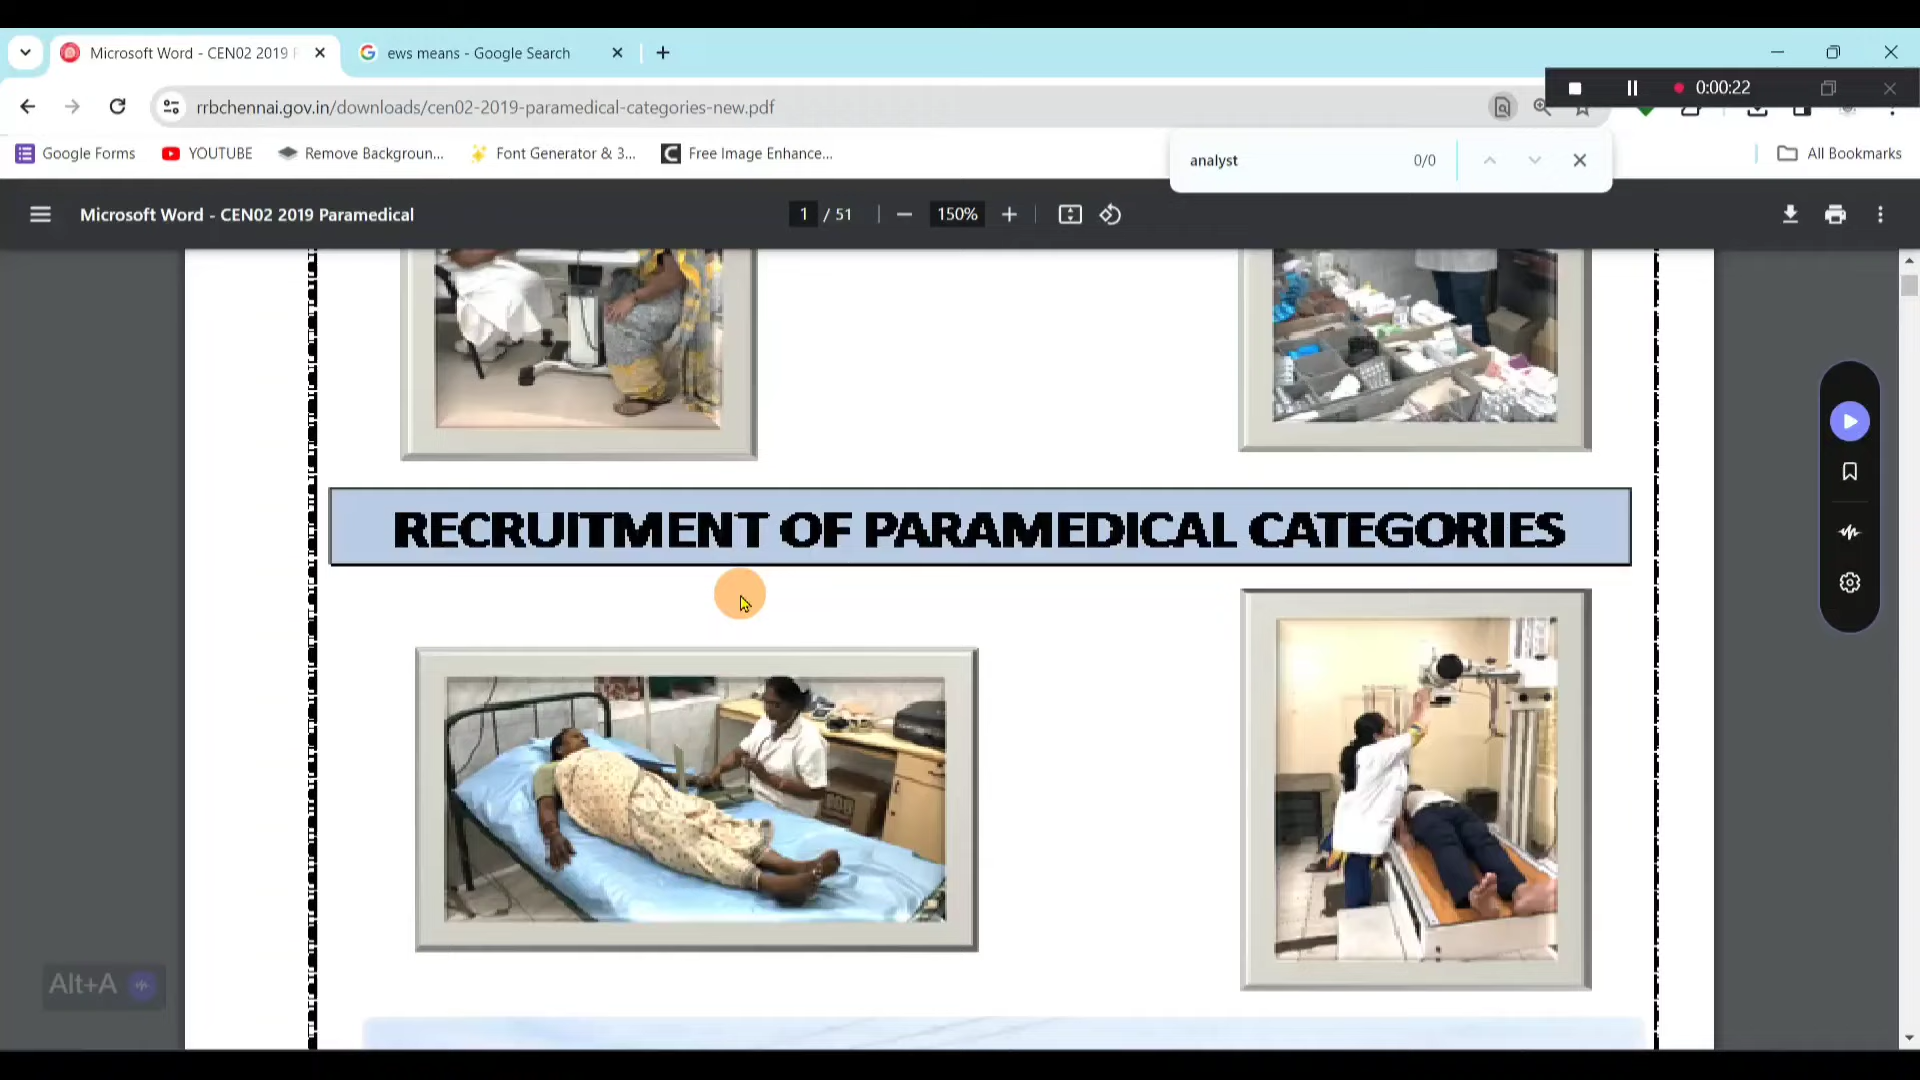 Microsoft Word - CEN02 2019
ews means - Google Search
0:00:22
rrbchennai.gov.in/downloads/cen02-2019-paramedical-categories-new.pdf
Google Forms
YOUTUBE
Remove Backgroun...
Font Generator & 3...
Free Image Enhance...
analyst
0/0
All Bookmarks
Microsoft Word - CEN02 2019 Paramedical
1 / 51
150%
RECRUITMENT OF PARAMEDICAL CATEGORIES
Alt+A